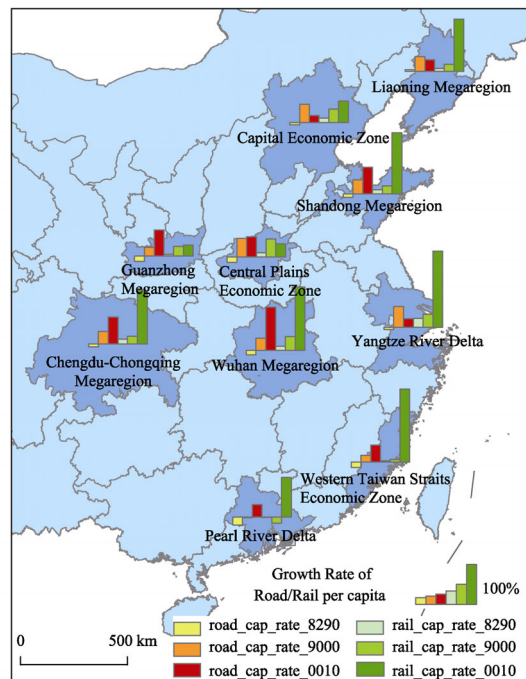 Liaoning Megaregion
Capital Economic Zone
Shandong Megaregion
Guanzhong
Megaregion
Central Plains
Economic Zone
Yangtze River Delta
Chengdu-Chongqing
Megaregion
Wuhan Megaregion
Western Taiwan Straits
Economic Zone
Pearl River Delta
Growth Rate of
Road/Rail per capita
100%
0 500 km
road_cap_rate_8290
road_cap_rate_9000
road_cap_rate_0010
rail_cap_rate_8290
rail_cap_rate_9000
rail_cap_rate_0010